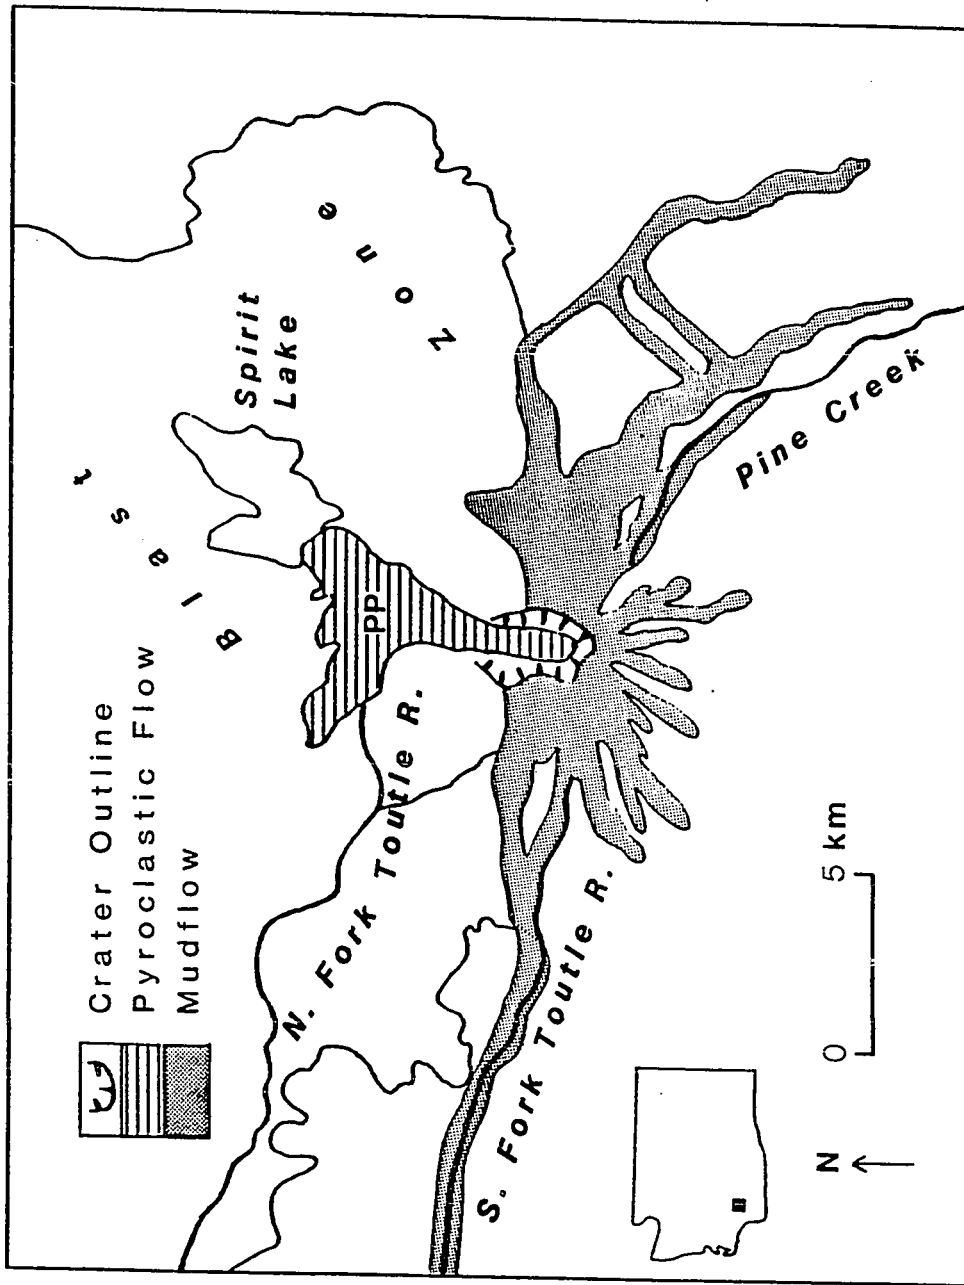 Crater Outline
Pyroclastic Flow
Mudflow
Blast
Zone
Spirit
Lake
PP
N. Fork Toutle R.
S. Fork Toutle R.
Pine Creek
N
0 5 km